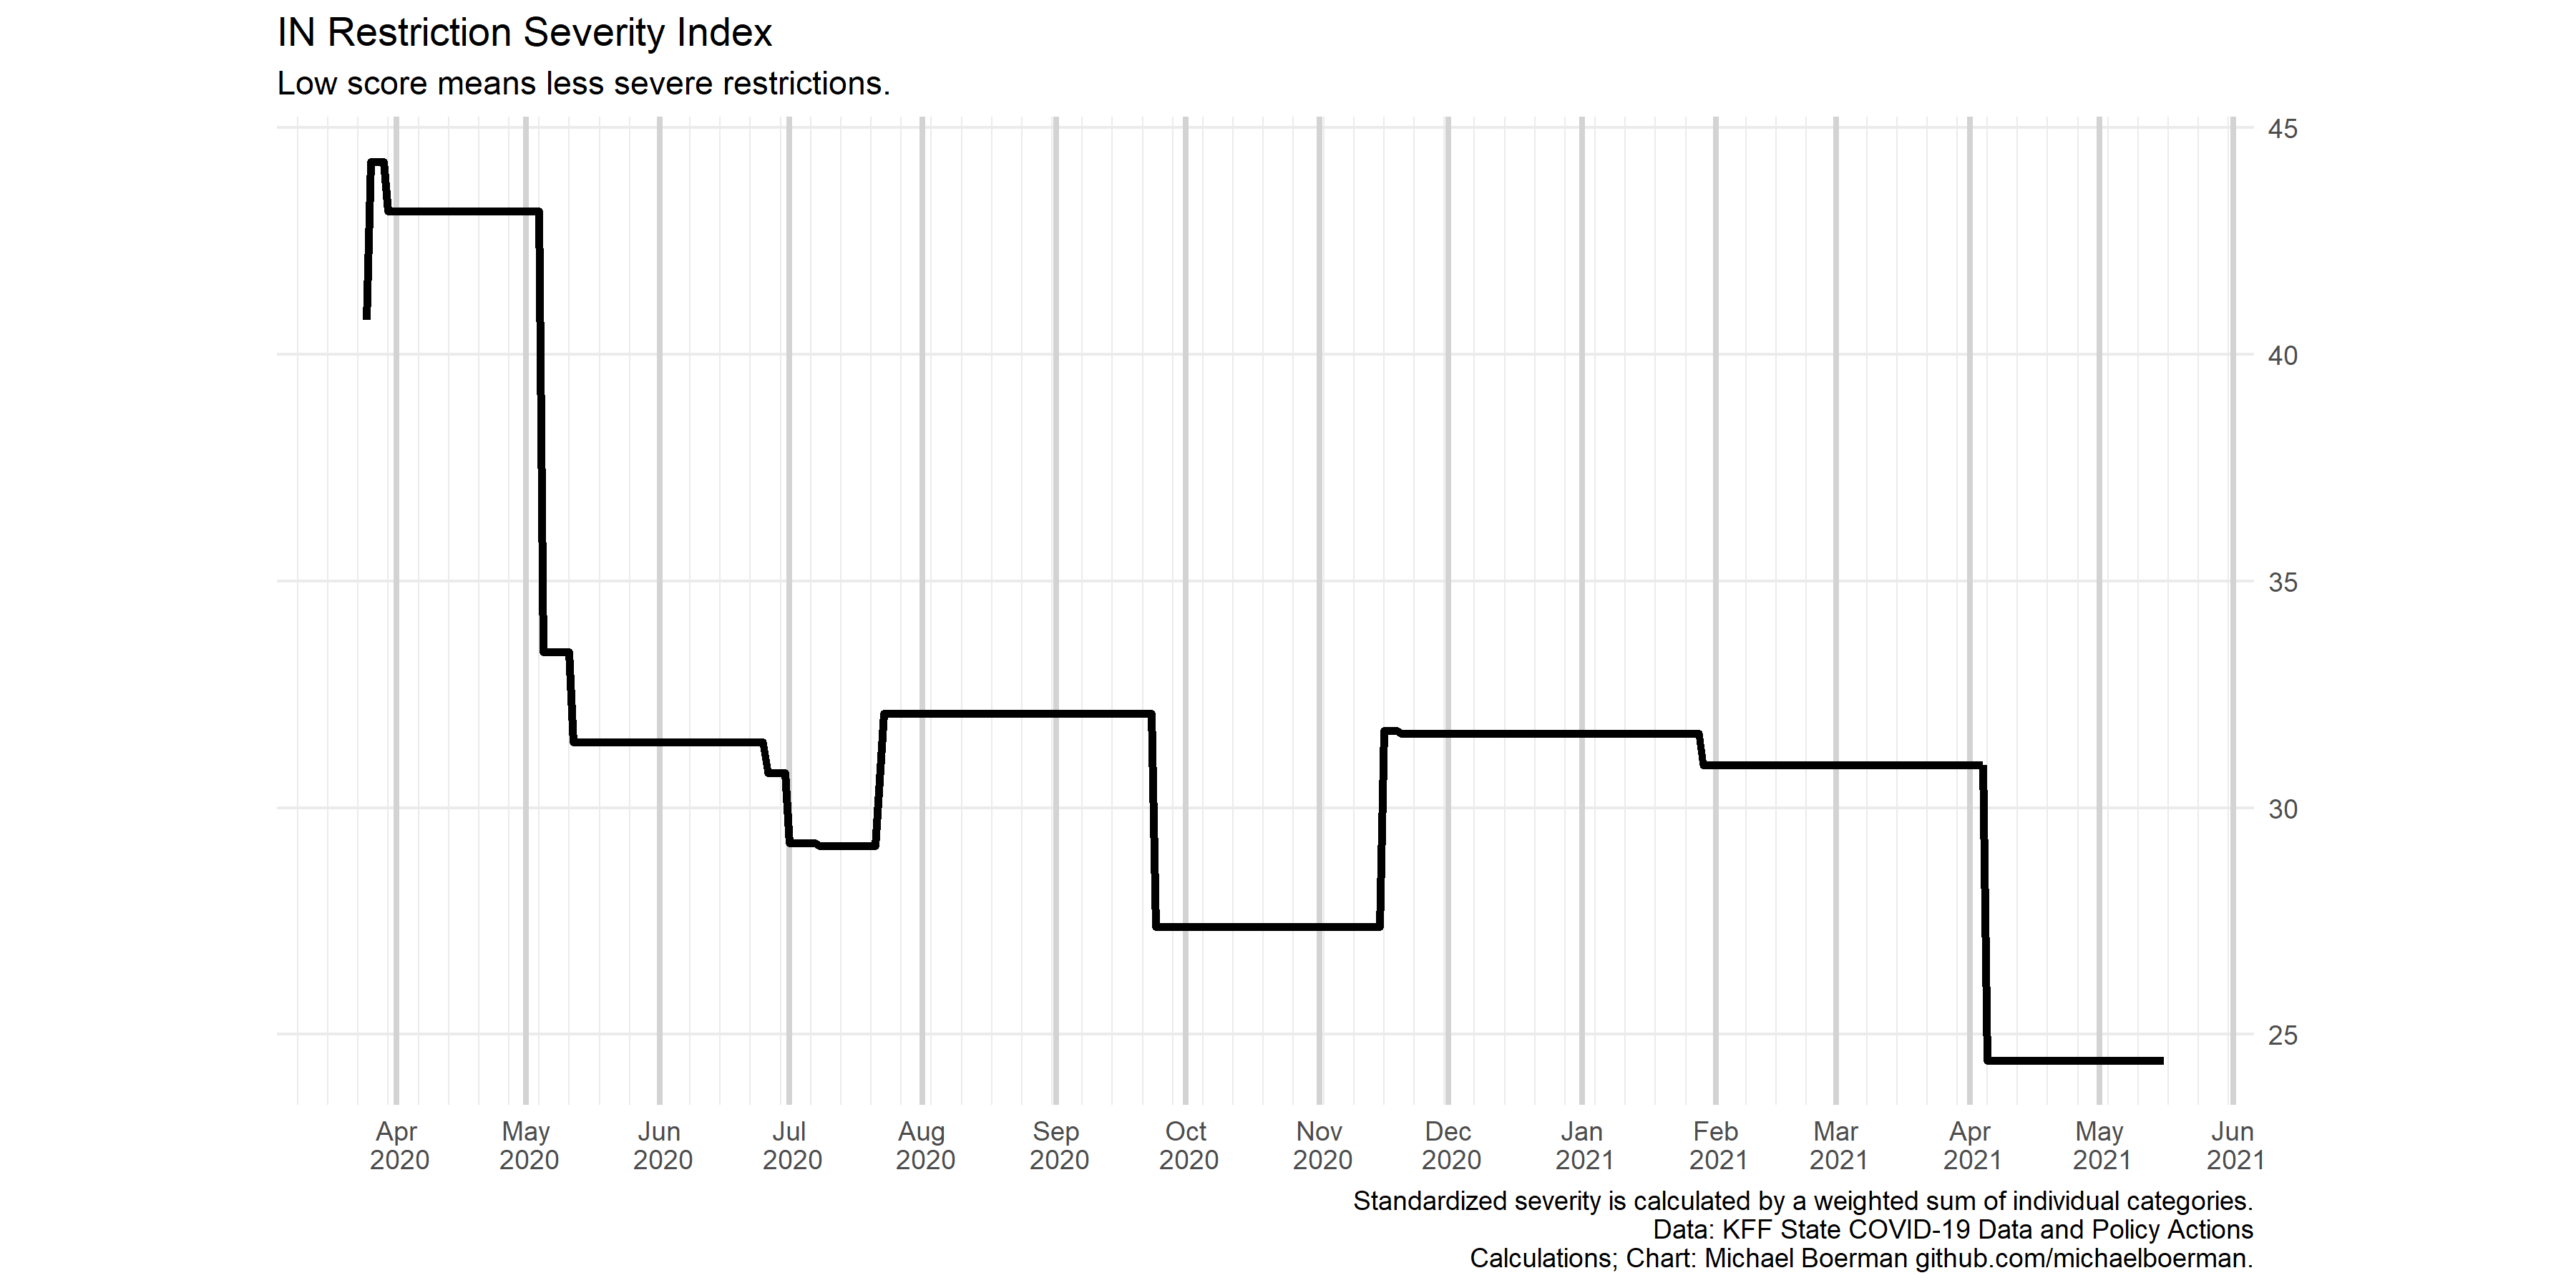 IN Restriction Severity Index
Low score means less severe restrictions.
45
40
35
30
25
Apr 2020
May 2020
Jun 2020
Jul 2020
Aug 2020
Sep 2020
Oct 2020
Nov 2020
Dec 2020
Jan 2021
Feb 2021
Mar 2021
Apr 2021
May 2021
Jun 2021
Standardized severity is calculated by a weighted sum of individual categories.
Data: KFF State COVID-19 Data and Policy Actions
Calculations; Chart: Michael Boerman github.com/michaelboerman.